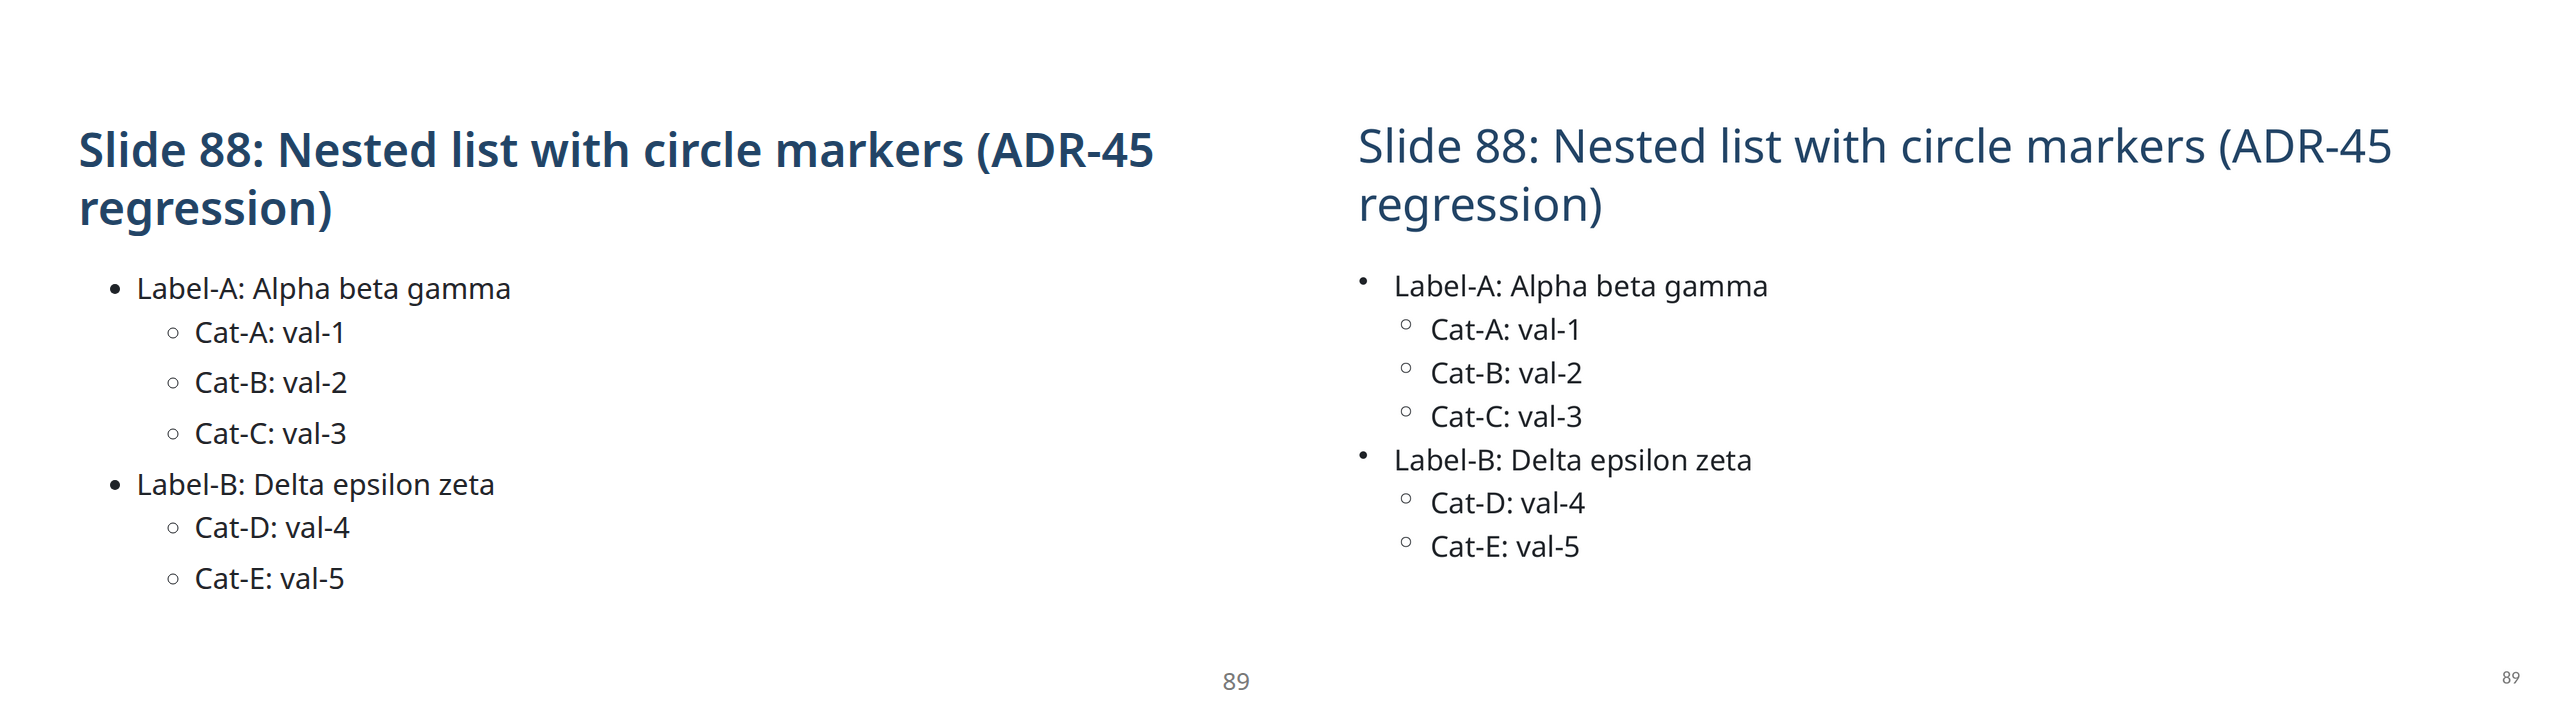 Slide 88: Nested list with circle markers (ADR-45
regression)
• Label-A: Alpha beta gamma
○ Cat-A: val-1
○ Cat-B: val-2
○ Cat-C: val-3
• Label-B: Delta epsilon zeta
○ Cat-D: val-4
○ Cat-E: val-5
89
Slide 88: Nested list with circle markers (ADR-45
regression)
• Label-A: Alpha beta gamma
○ Cat-A: val-1
○ Cat-B: val-2
○ Cat-C: val-3
• Label-B: Delta epsilon zeta
○ Cat-D: val-4
○ Cat-E: val-5
89